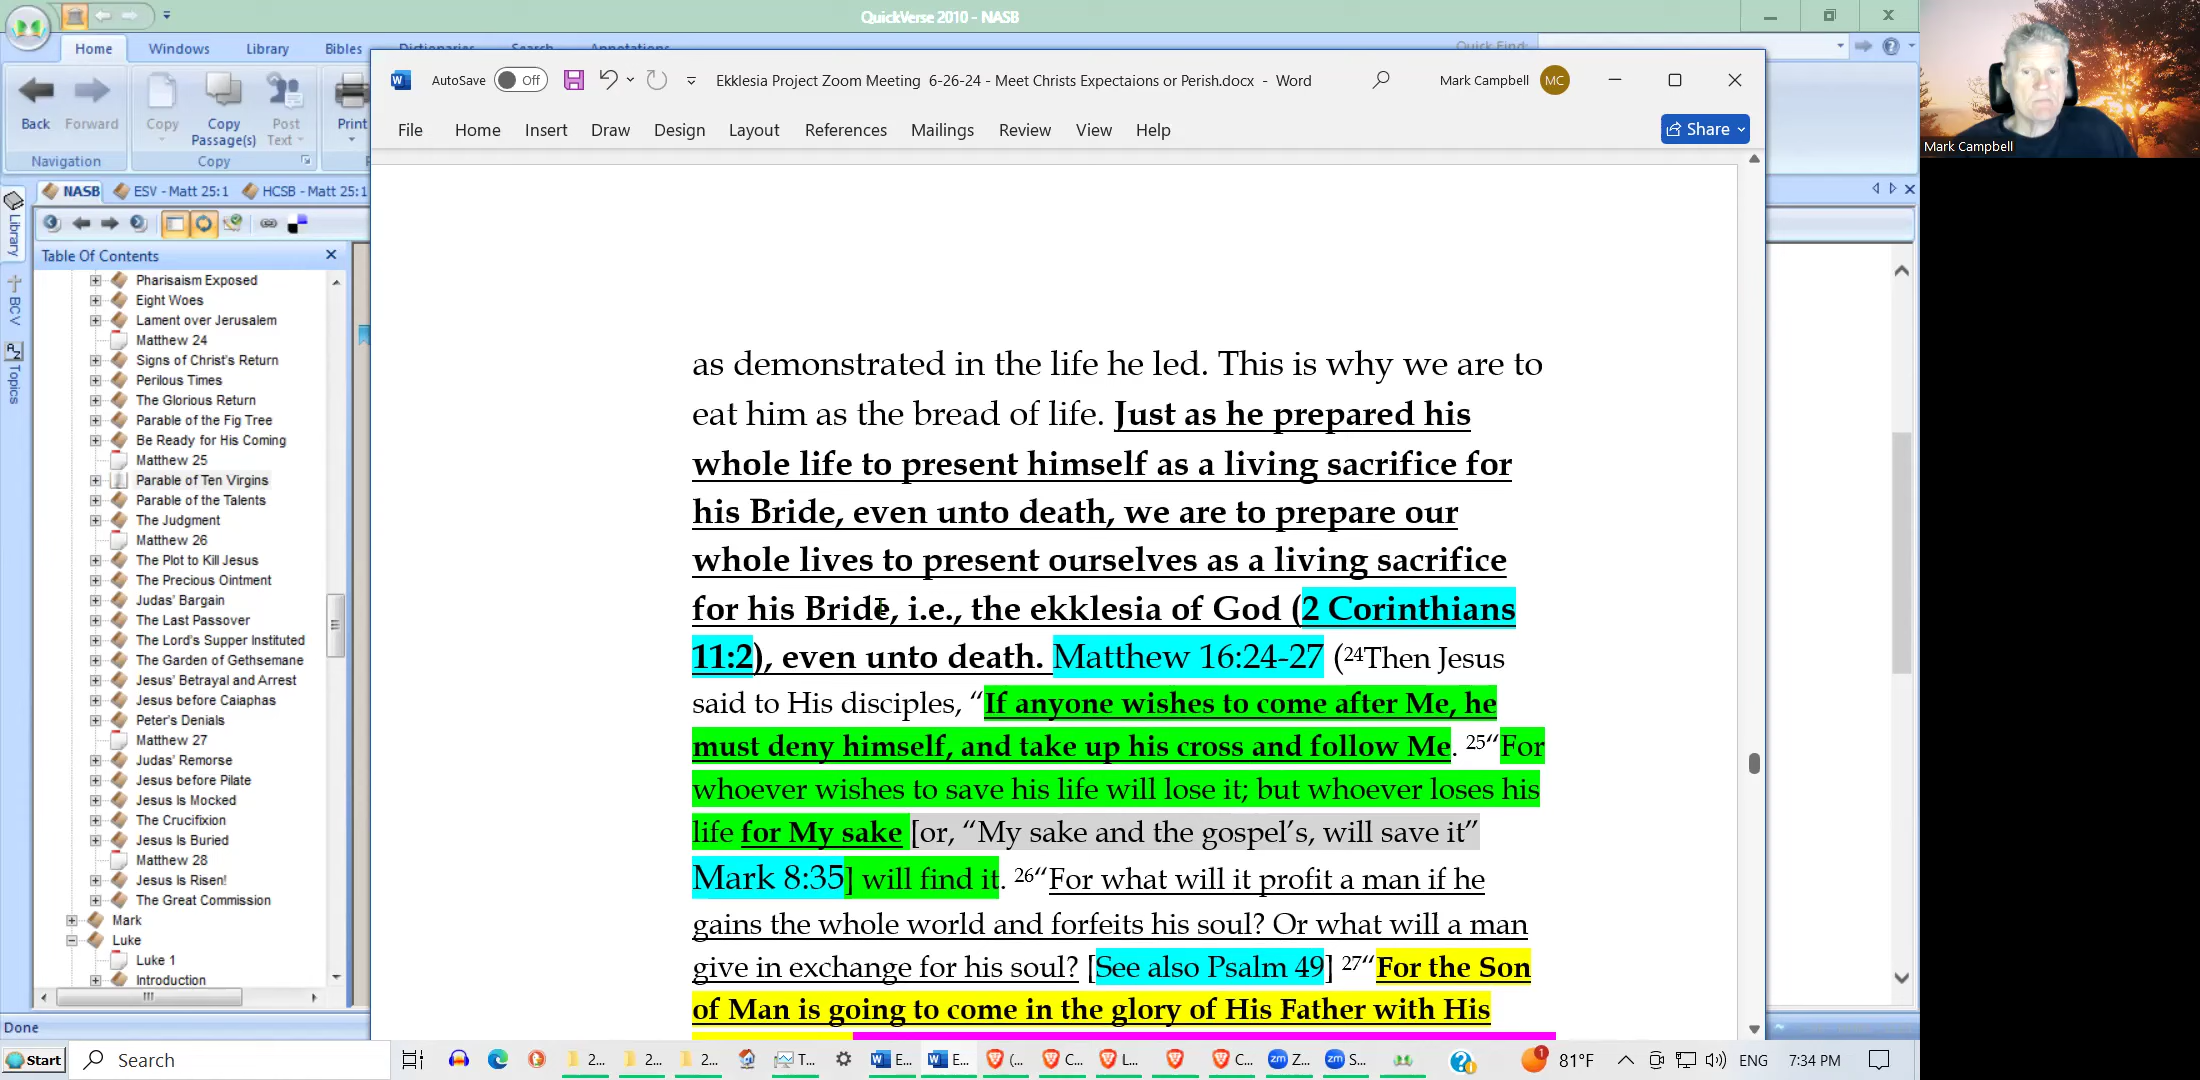 QuickVerse 2010 - NASB
Home Windows Library Bibles Dictionaries Search Annotations Quick Find:
Back Forward Copy Copy Passage(s) Post Text Print
Navigation Copy
NASB ESV - Matt 25:1 HCSB - Matt 25:1
Library
BCV
Topics
Table Of Contents
Pharisaism Exposed
Eight Woes
Lament over Jerusalem
Matthew 24
Signs of Christ's Return
Perilous Times
The Glorious Return
Parable of the Fig Tree
Be Ready for His Coming
Matthew 25
Parable of Ten Virgins
Parable of the Talents
The Judgment
Matthew 26
The Plot to Kill Jesus
The Precious Ointment
Judas' Bargain
The Last Passover
The Lord's Supper Instituted
The Garden of Gethsemane
Jesus' Betrayal and Arrest
Jesus before Caiaphas
Peter's Denials
Matthew 27
Judas' Remorse
Jesus before Pilate
Jesus Is Mocked
The Crucifixion
Jesus Is Buried
Matthew 28
Jesus Is Risen!
The Great Commission
Mark
Luke
Luke 1
Introduction
Done
AutoSave Off Ekklesia Project Zoom Meeting 6-26-24 - Meet Christs Expectaions or Perish.docx - Word Mark Campbell MC
File Home Insert Draw Design Layout References Mailings Review View Help Share
as demonstrated in the life he led. This is why we are to
eat him as the bread of life. Just as he prepared his
whole life to present himself as a living sacrifice for
his Bride, even unto death, we are to prepare our
whole lives to present ourselves as a living sacrifice
for his Bride, i.e., the ekklesia of God (2 Corinthians
11:2), even unto death. Matthew 16:24-27 (24Then Jesus
said to His disciples, “If anyone wishes to come after Me, he
must deny himself, and take up his cross and follow Me. 25“For
whoever wishes to save his life will lose it; but whoever loses his
life for My sake [or, “My sake and the gospel’s, will save it”
Mark 8:35] will find it. 26“For what will it profit a man if he
gains the whole world and forfeits his soul? Or what will a man
give in exchange for his soul? [See also Psalm 49] 27“For the Son
of Man is going to come in the glory of His Father with His
Mark Campbell
Start Search 2... 2... 2... T... E... E... (... C... L... C... Z... S... 1 81°F ENG 7:34 PM